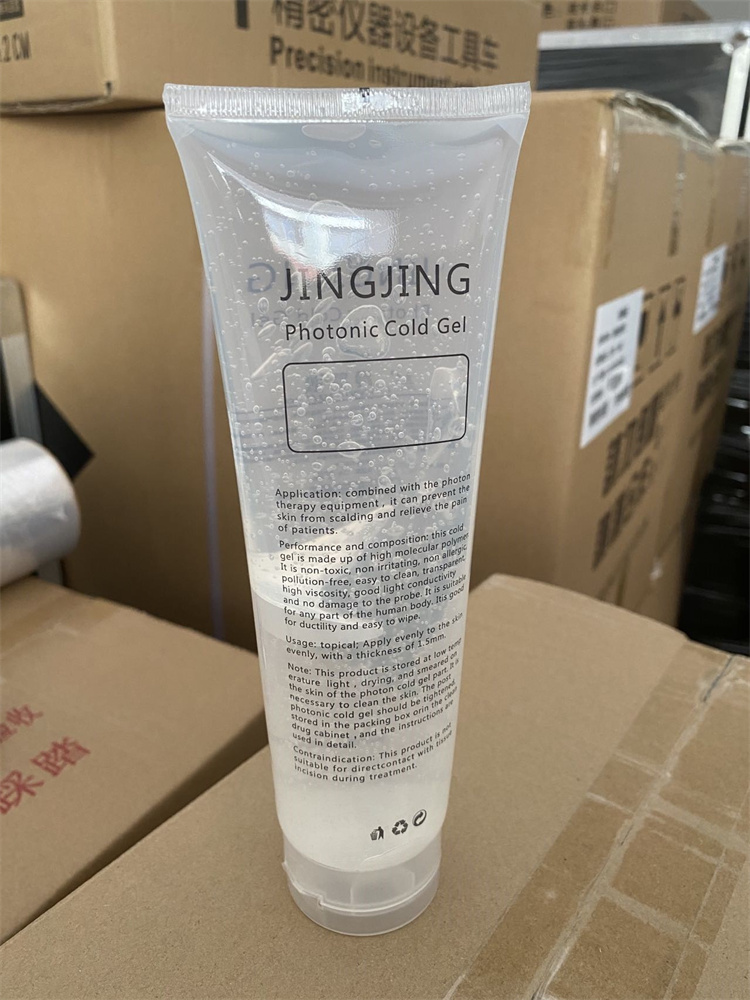 2CM
精密仪器设备工具车
Precision instrument
JINGJING
Photonic Cold Gel
Application: combined with the photon
therapy equipment , it can prevent the
skin from scalding and relieve the pain
of patients.
Performance and composition: this cold
gel is made up of high molecular polymer
It is non-toxic, non irritating, non allergic,
pollution-free, easy to clean, transparent,
high viscosity, good light conductivity
and no damage to the probe. It is suitable
for any part of the human body. Itis good
for ductility and easy to wipe.
Usage: topical; Apply evenly to the skin
evenly, with a thickness of 1.5mm.
Note: This product is stored at low temp
erature light , drying, and smeared on
the skin of the photon cold gel part. It is
necessary to clean the skin. The post
photonic cold gel should be tightened,
stored in the packing box orin the clean
drug cabinet , and the instructions are
used in detail.
Contraindication: This product is not
suitable for directcontact with tissue
incision during treatment.
收
踩踏